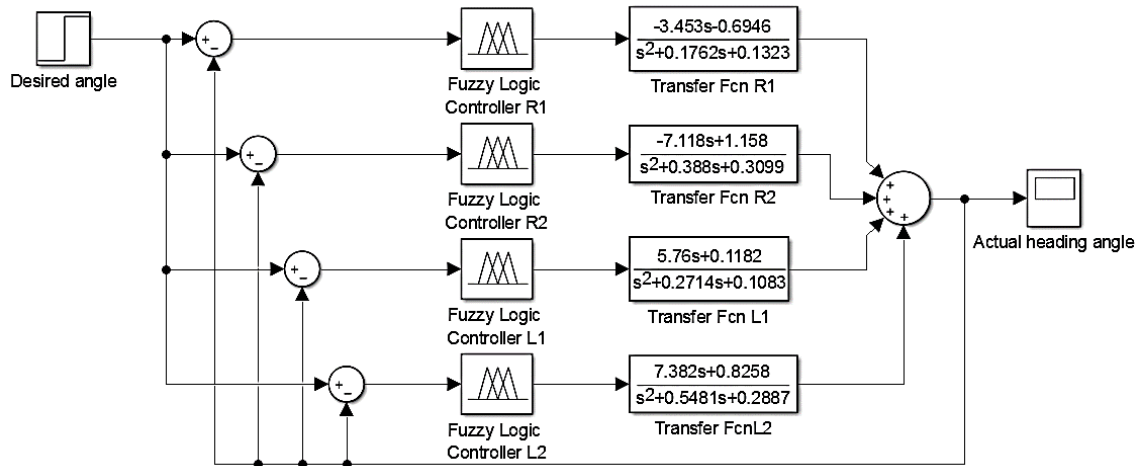 Desired angle
+
−
Fuzzy Logic
Controller R1
-3.453s-0.6946
s²+0.1762s+0.1323
Transfer Fcn R1
+
−
Fuzzy Logic
Controller R2
-7.118s+1.158
s²+0.388s+0.3099
Transfer Fcn R2
+
+
+
+
Actual heading angle
+
−
Fuzzy Logic
Controller L1
5.76s+0.1182
s²+0.2714s+0.1083
Transfer Fcn L1
+
−
Fuzzy Logic
Controller L2
7.382s+0.8258
s²+0.5481s+0.2887
Transfer FcnL2